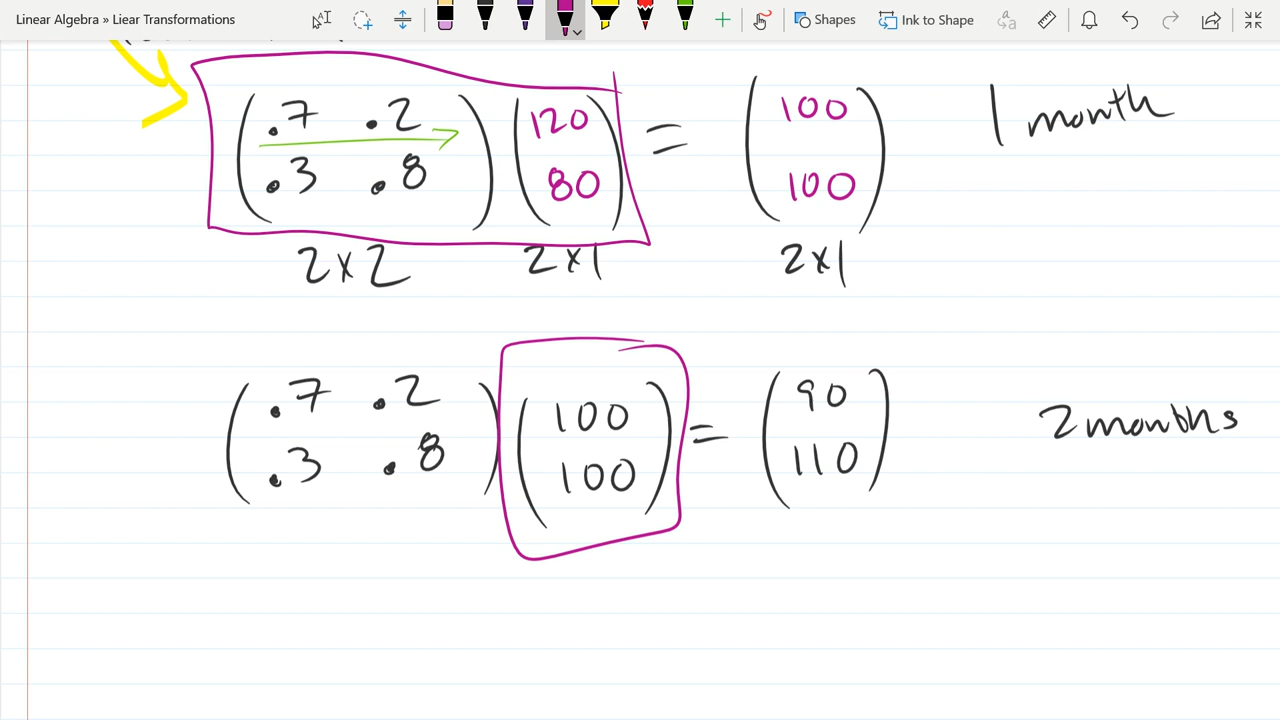 Linear Algebra » Liear Transformations
Shapes
Ink to Shape
.7 .2 120 = 100 1 month
.3 .8 80 100
2x2 2x1 2x1
.7 .2 100 = 90 2 months
.3 .8 100 110